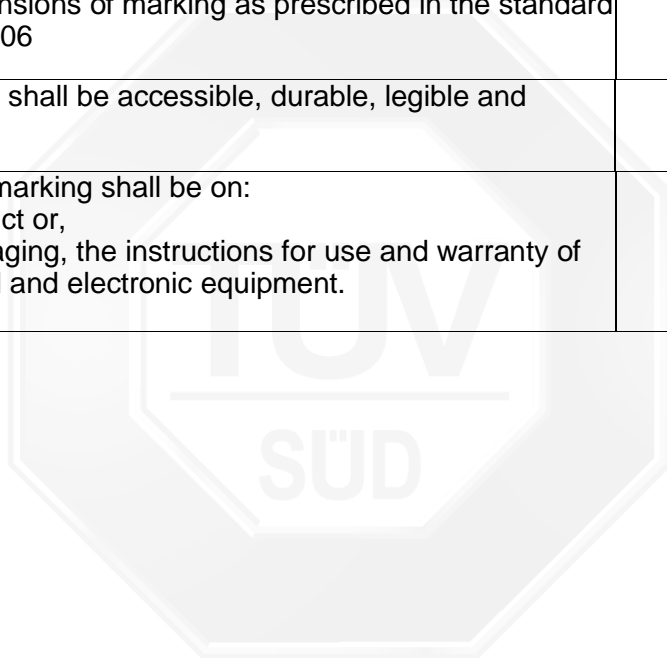 nsions of marking as prescribed in the standard
06
shall be accessible, durable, legible and
marking shall be on:
ct or,
aging, the instructions for use and warranty of
l and electronic equipment.
TÜV
SÜD